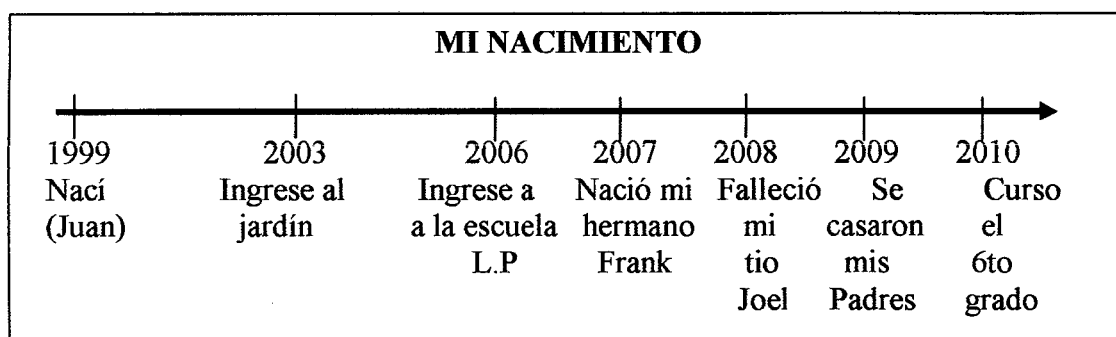 MI NACIMIENTO
1999 2003 2006 2007 2008 2009 2010
Nací Ingrese al Ingrese a Nació mi Falleció Se Curso
(Juan) jardín a la escuela hermano mi casaron el
L.P Frank tio mis 6to
Joel Padres grado